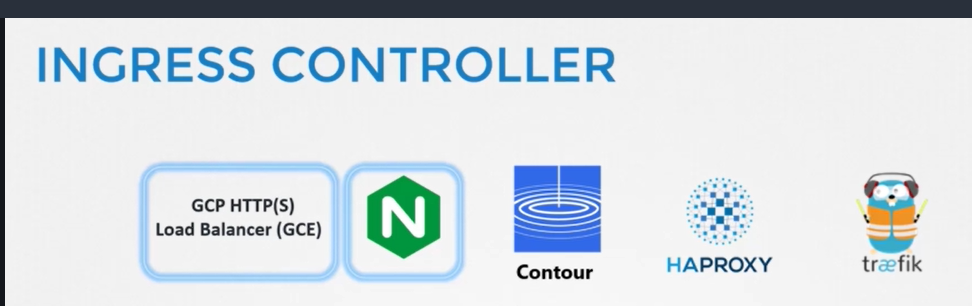 INGRESS CONTROLLER
GCP HTTP(S)
Load Balancer (GCE)
N
Contour
HAPROXY
træfik